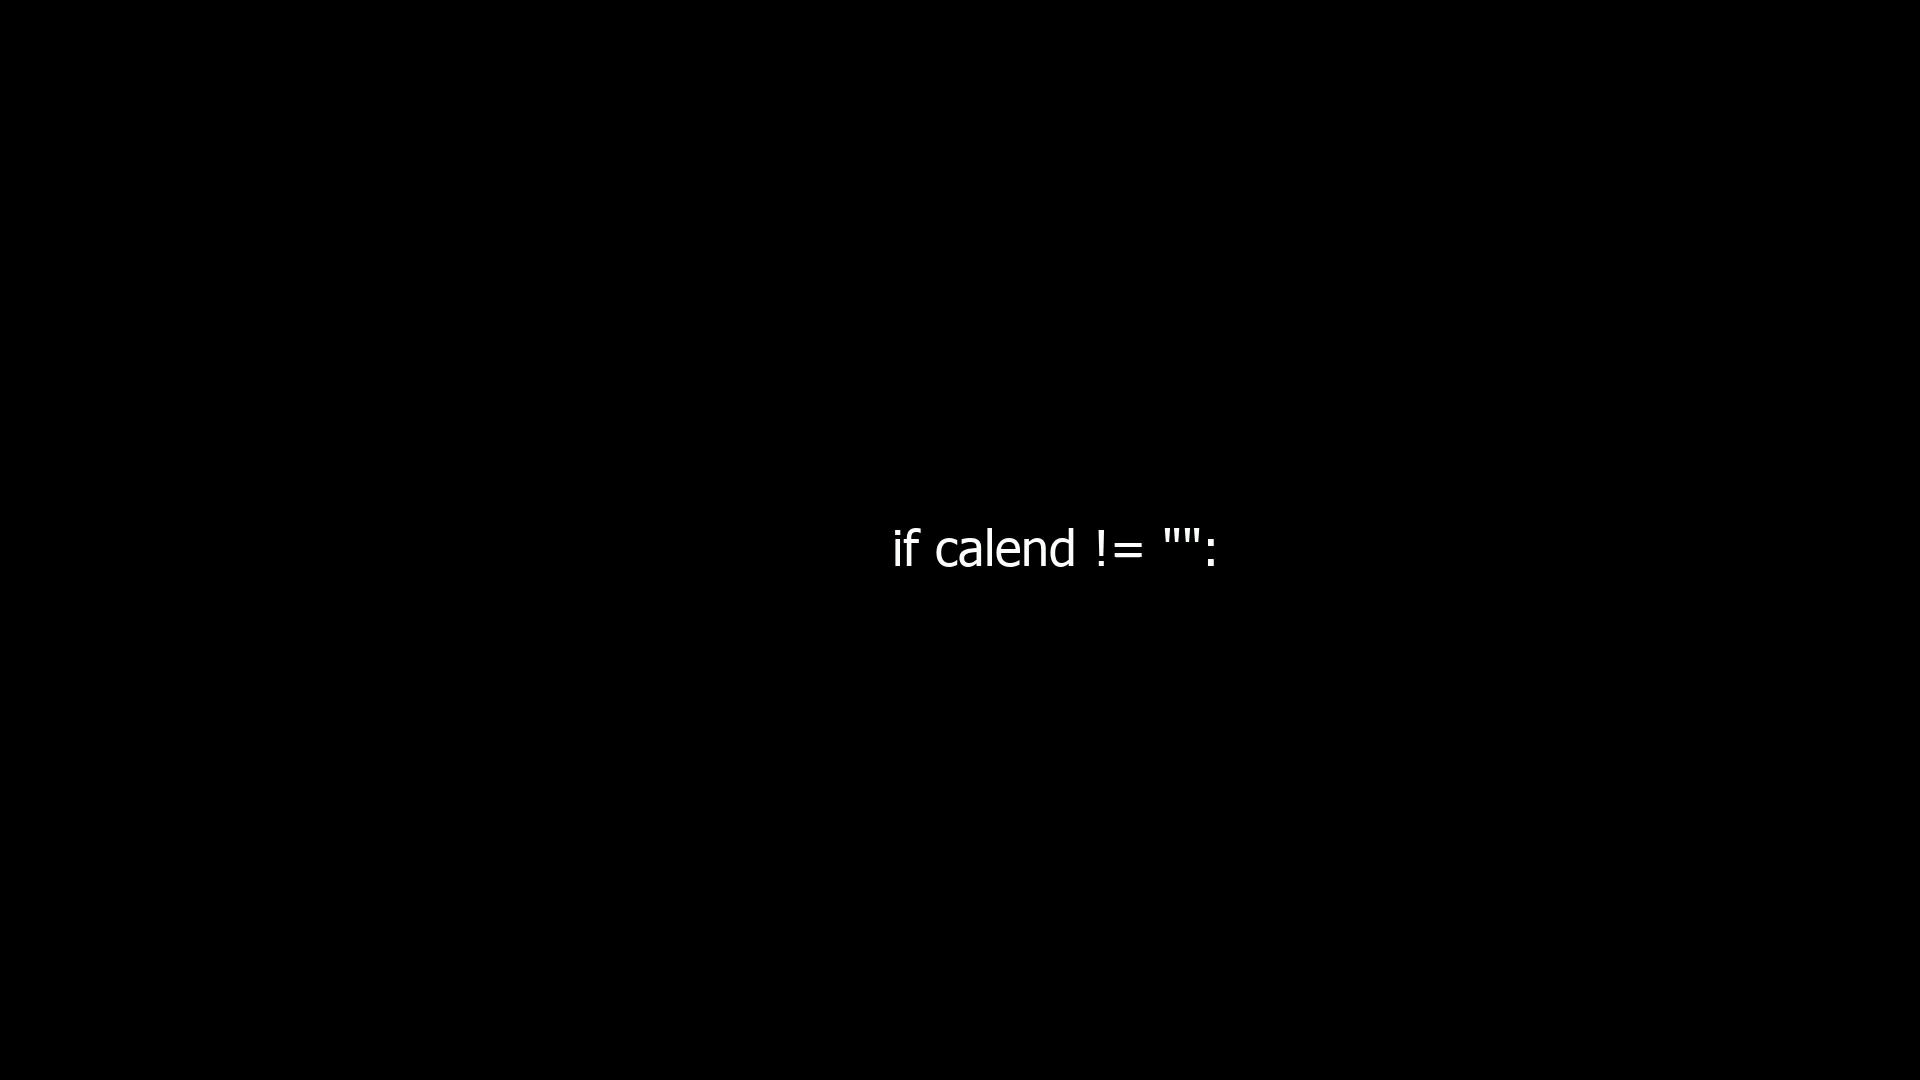 if calend != "":